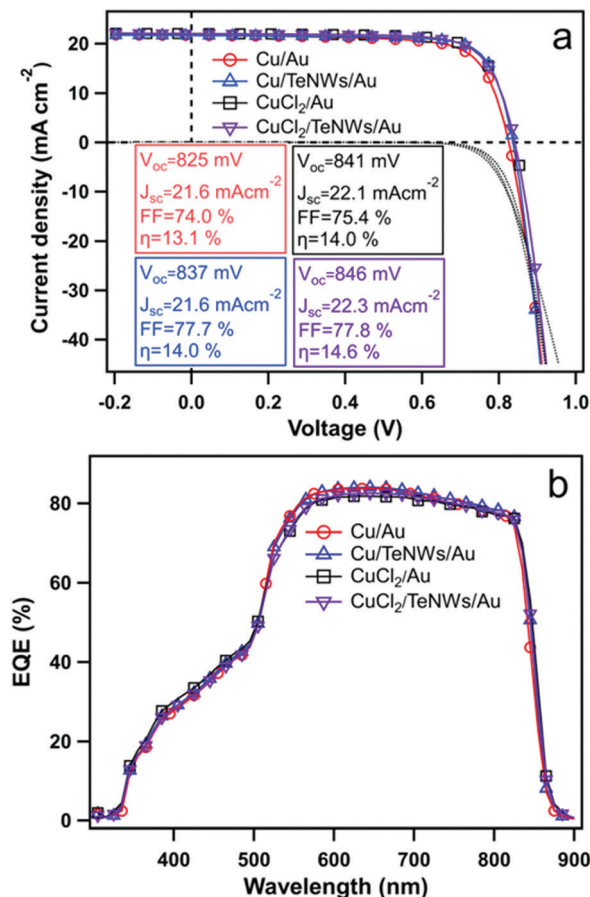 a
Current density (mA cm⁻²)
20
10
0
-10
-20
-30
-40
Cu/Au
Cu/TeNWs/Au
CuCl₂/Au
CuCl₂/TeNWs/Au
Vₒc=825 mV
Jsc=21.6 mAcm⁻²
FF=74.0 %
η=13.1 %
Vₒc=841 mV
Jsc=22.1 mAcm⁻²
FF=75.4 %
η=14.0 %
Vₒc=837 mV
Jsc=21.6 mAcm⁻²
FF=77.7 %
η=14.0 %
Vₒc=846 mV
Jsc=22.3 mAcm⁻²
FF=77.8 %
η=14.6 %
-0.2 0.0 0.2 0.4 0.6 0.8 1.0
Voltage (V)
b
EQE (%)
80
60
40
20
0
Cu/Au
Cu/TeNWs/Au
CuCl₂/Au
CuCl₂/TeNWs/Au
400 500 600 700 800 900
Wavelength (nm)